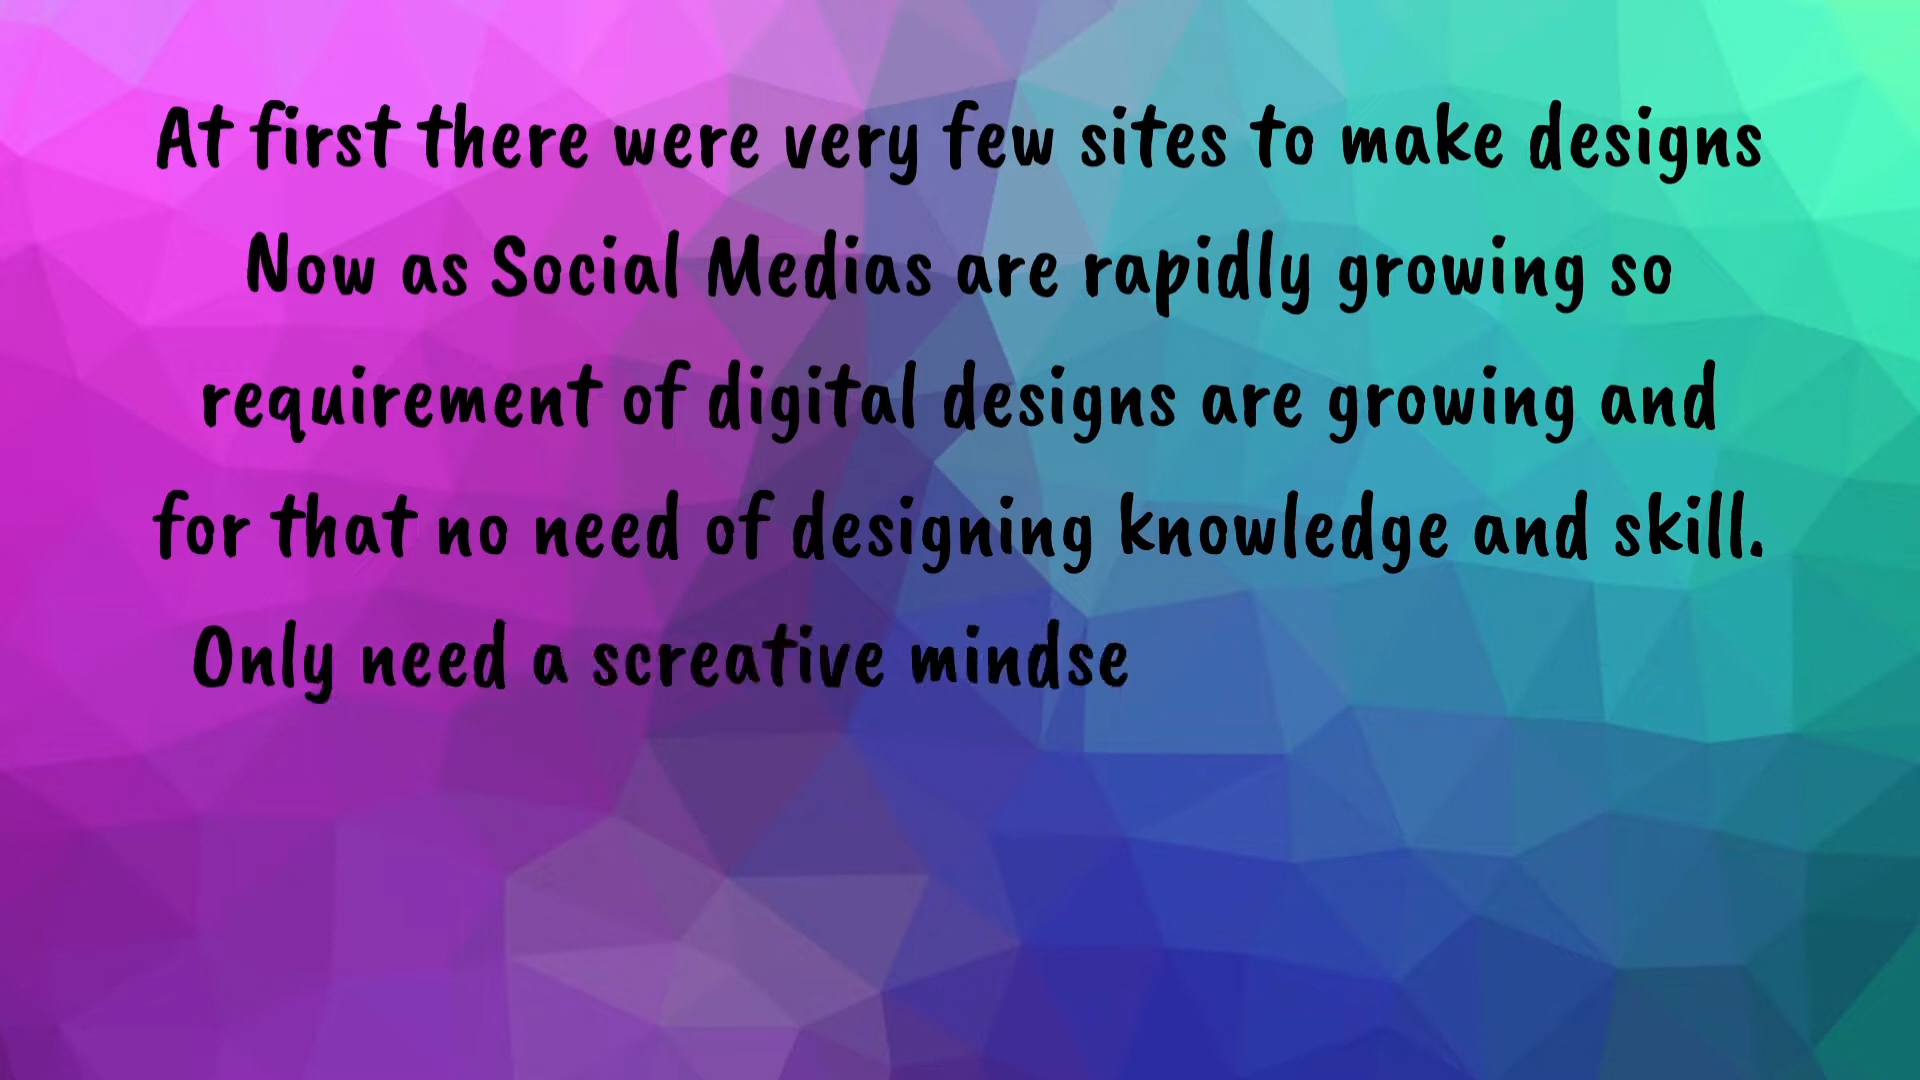 At first there were very few sites to make designs
Now as Social Medias are rapidly growing so
requirement of digital designs are growing and
for that no need of designing knowledge and skill.
Only need a screative mindse